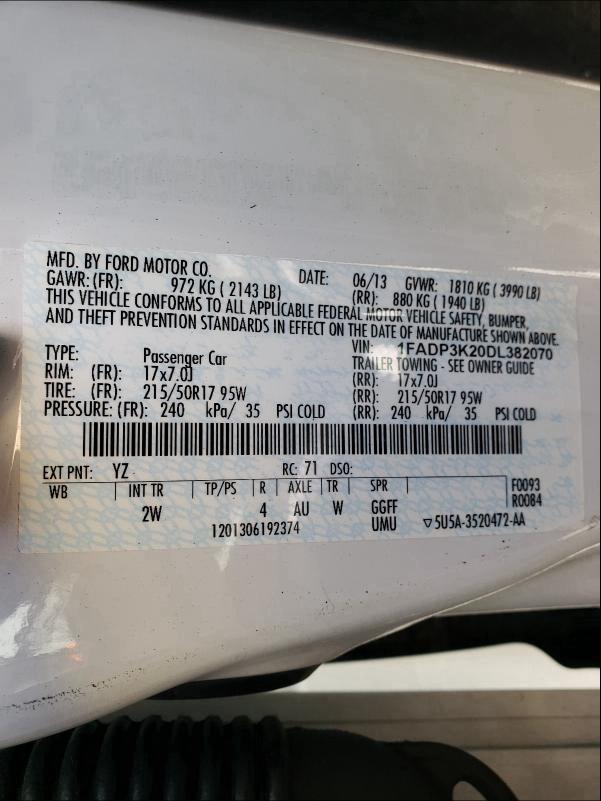 MFD. BY FORD MOTOR CO. DATE: 06/13 GVWR: 1810 KG ( 3990 LB)
GAWR: (FR): 972 KG ( 2143 LB) (RR): 880 KG ( 1940 LB)
THIS VEHICLE CONFORMS TO ALL APPLICABLE FEDERAL MOTOR VEHICLE SAFETY, BUMPER,
AND THEFT PREVENTION STANDARDS IN EFFECT ON THE DATE OF MANUFACTURE SHOWN ABOVE.
VIN: 1FADP3K20DL382070
TYPE: Passenger Car TRAILER TOWING - SEE OWNER GUIDE
RIM: (FR): 17x7.0J (RR): 17x7.0J
TIRE: (FR): 215/50R17 95W (RR): 215/50R17 95W
PRESSURE: (FR): 240 kPa/ 35 PSI COLD (RR): 240 kPa/ 35 PSI COLD
EXT PNT: YZ RC: 71 DSO:
WB INT TR TP/PS R AXLE TR SPR F0093
2W 4 AU W GGFF R0084
1201306192374 UMU ▽5U5A-3520472-AA